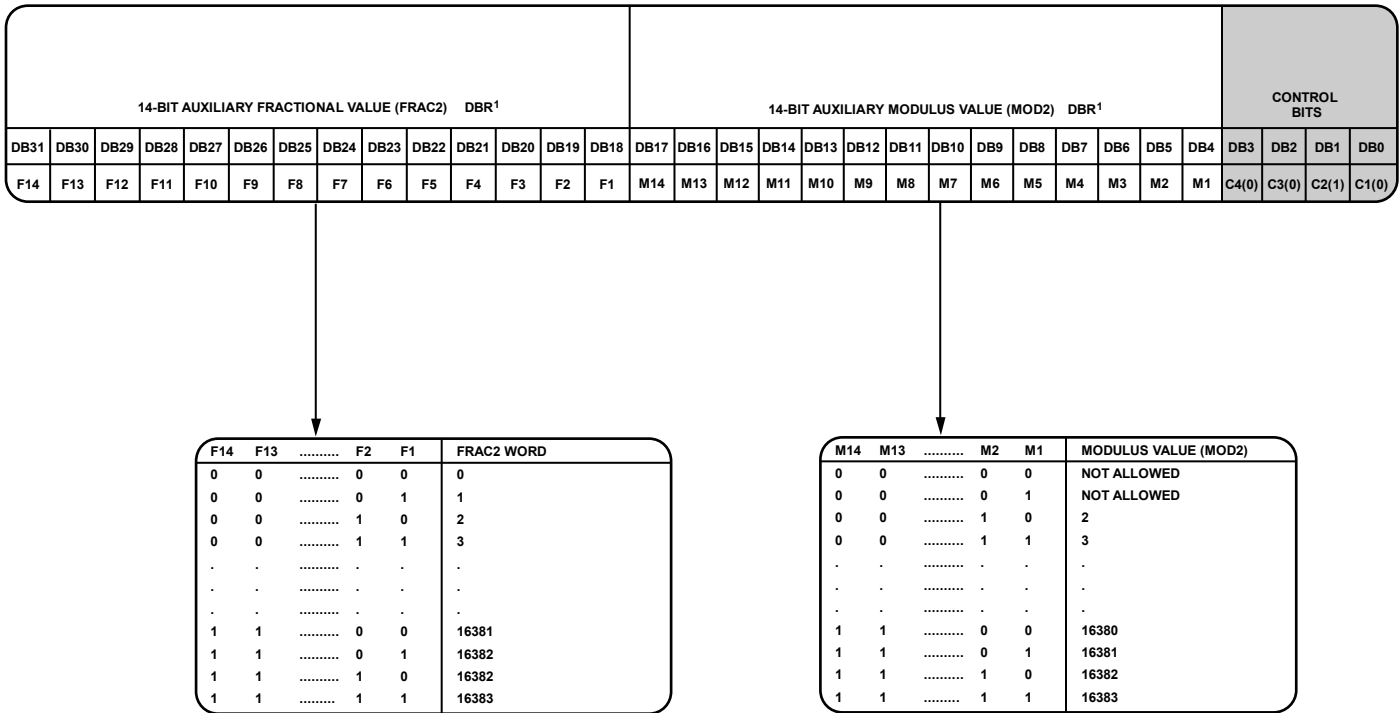 14-BIT AUXILIARY FRACTIONAL VALUE (FRAC2) DBR1
14-BIT AUXILIARY MODULUS VALUE (MOD2) DBR1
CONTROL
BITS
DB31 DB30 DB29 DB28 DB27 DB26 DB25 DB24 DB23 DB22 DB21 DB20 DB19 DB18 DB17 DB16 DB15 DB14 DB13 DB12 DB11 DB10 DB9 DB8 DB7 DB6 DB5 DB4 DB3 DB2 DB1 DB0
F14 F13 F12 F11 F10 F9 F8 F7 F6 F5 F4 F3 F2 F1 M14 M13 M12 M11 M10 M9 M8 M7 M6 M5 M4 M3 M2 M1 C4(0) C3(0) C2(1) C1(0)
F14 F13 .......... F2 F1 FRAC2 WORD
0 0 .......... 0 0 0
0 0 .......... 0 1 1
0 0 .......... 1 0 2
0 0 .......... 1 1 3
. . .......... . . .
. . .......... . . .
. . .......... . . .
1 1 .......... 0 0 16381
1 1 .......... 0 1 16382
1 1 .......... 1 0 16382
1 1 ......... 1 1 16383
M14 M13 .......... M2 M1 MODULUS VALUE (MOD2)
0 0 .......... 0 0 NOT ALLOWED
0 0 .......... 0 1 NOT ALLOWED
0 0 .......... 1 0 2
0 0 .......... 1 1 3
. . .......... . . .
. . .......... . . .
. . .......... . . .
1 1 .......... 0 0 16380
1 1 .......... 0 1 16381
1 1 .......... 1 0 16382
1 1 ......... 1 1 16383